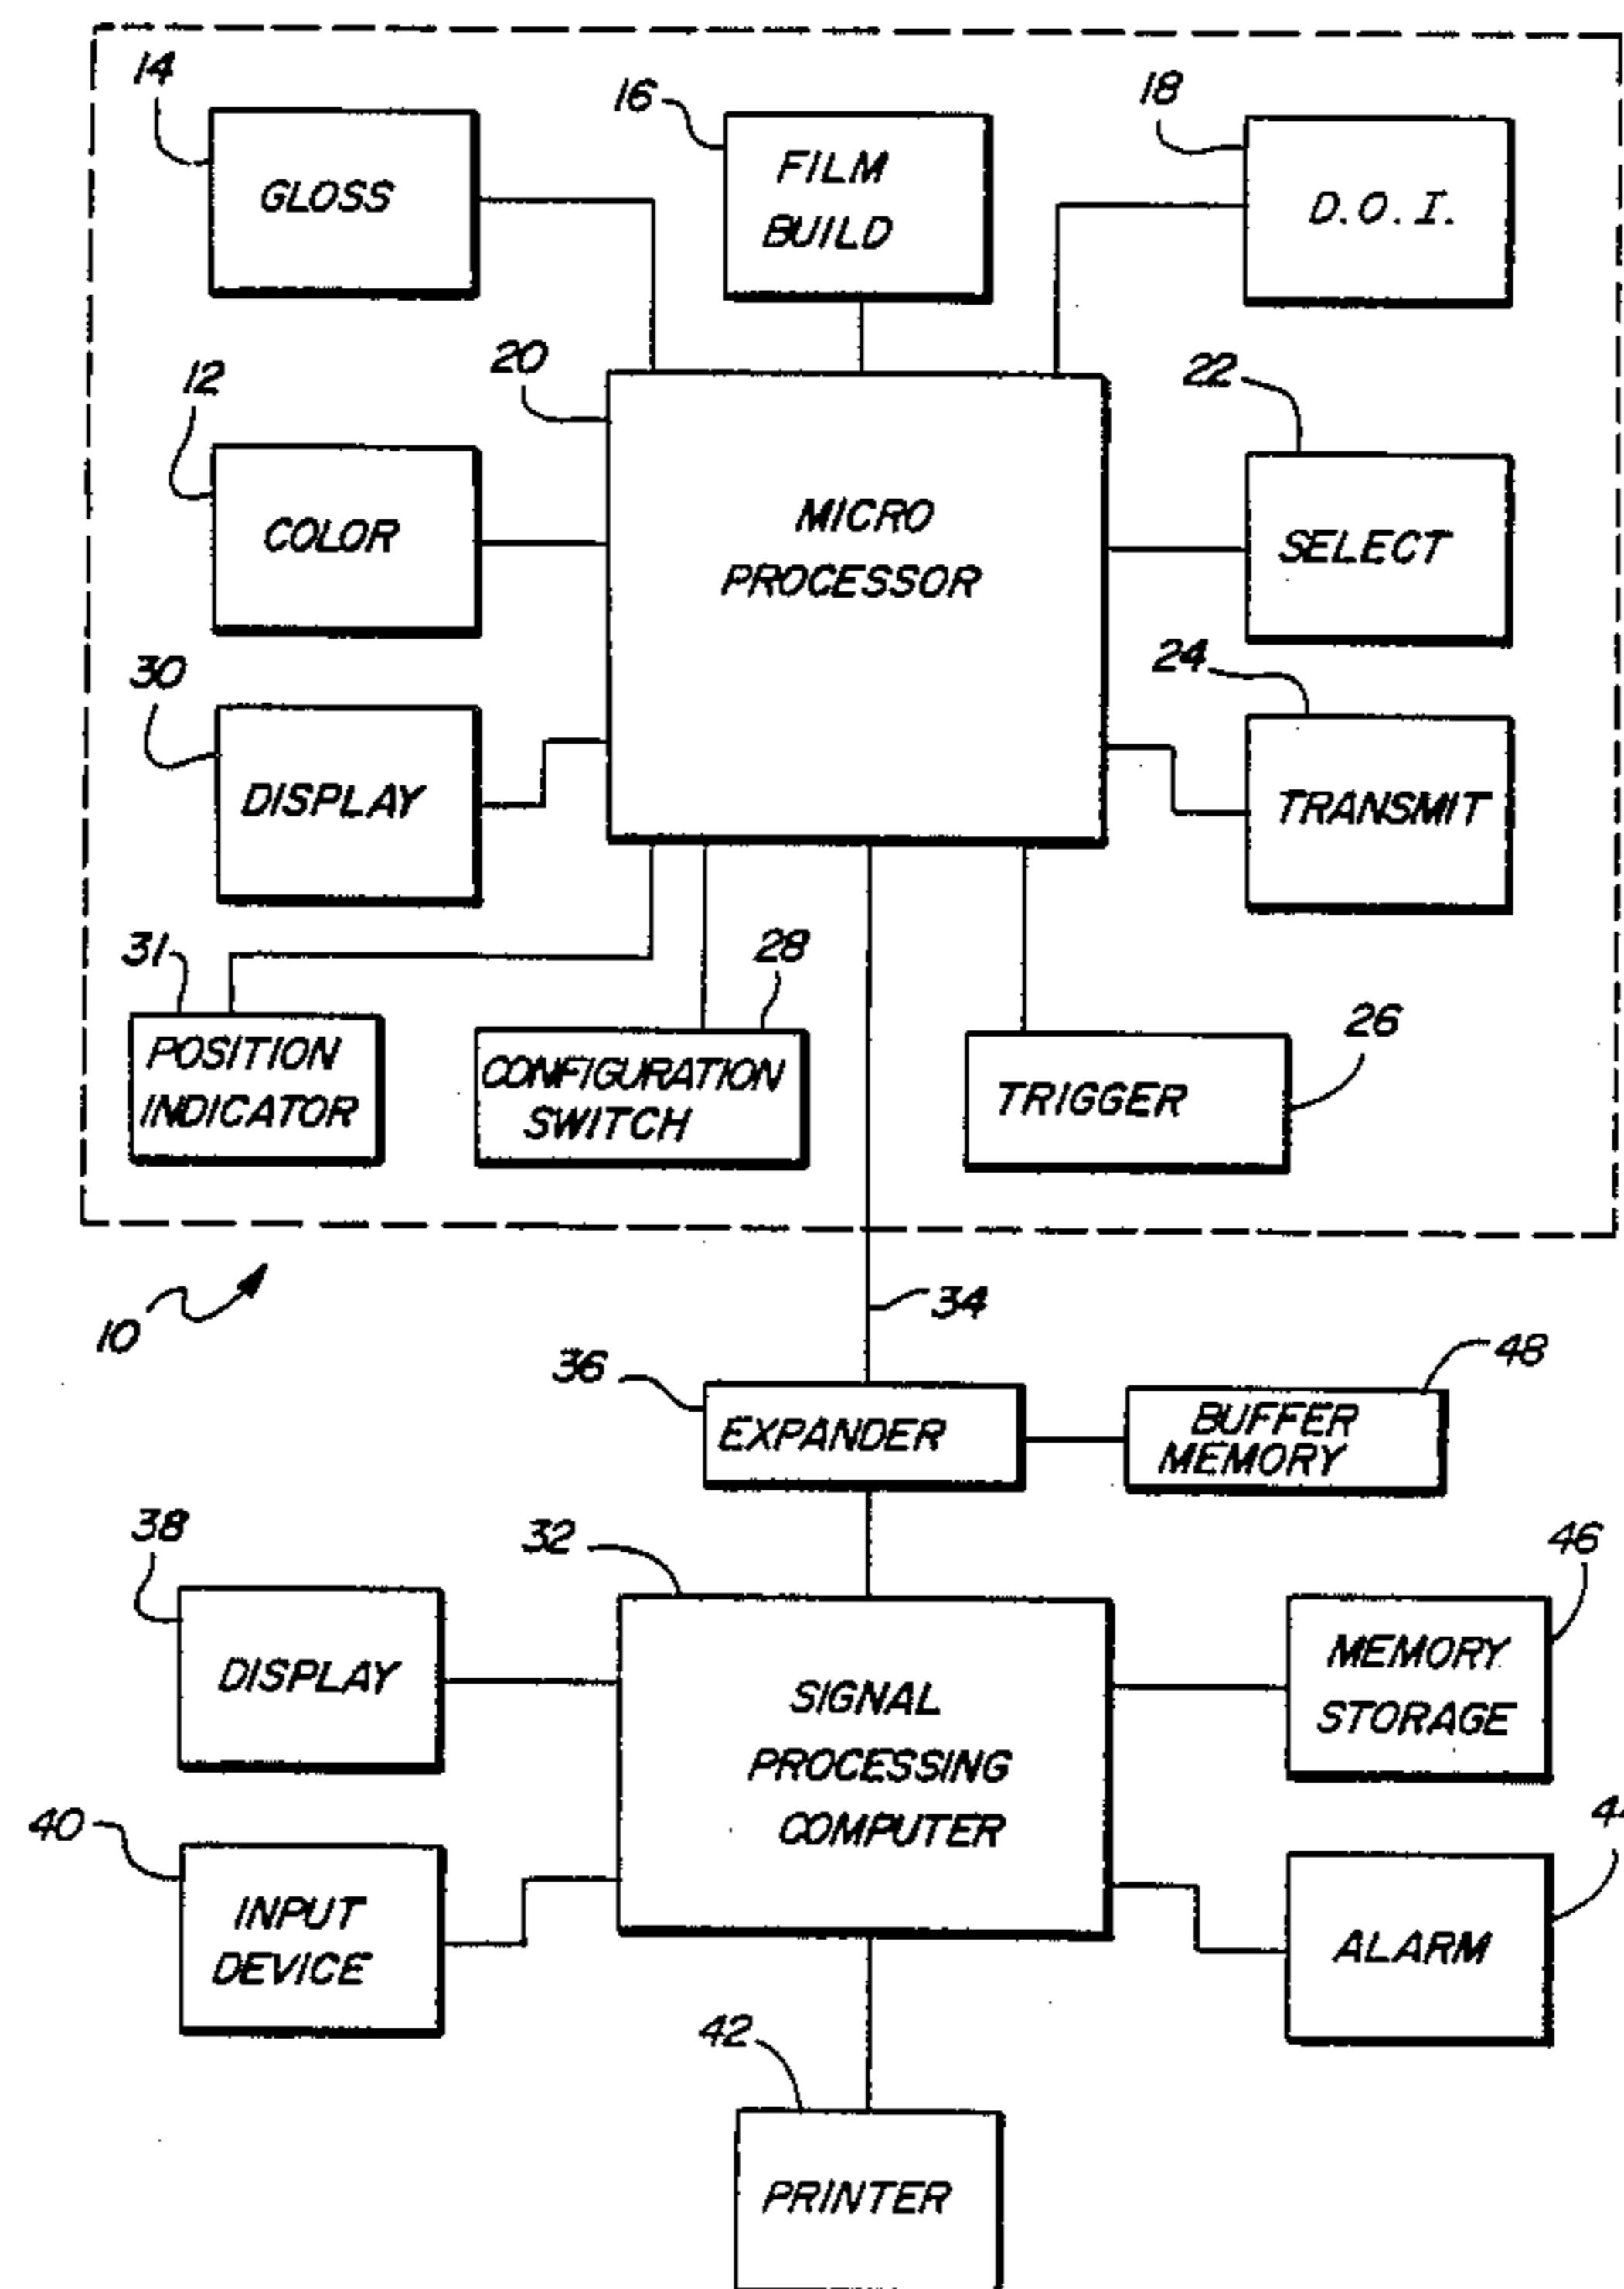 14
16
18
GLOSS
FILM
BUILD
D.O.I.
12
20
22
COLOR
MICRO
PROCESSOR
SELECT
30
24
DISPLAY
TRANSMIT
31
28
26
POSITION
INDICATOR
CONFIGURATION
SWITCH
TRIGGER
10
34
36
48
EXPANDER
BUFFER
MEMORY
38
32
46
DISPLAY
SIGNAL
PROCESSING
COMPUTER
MEMORY
STORAGE
40
INPUT
DEVICE
ALARM
42
PRINTER